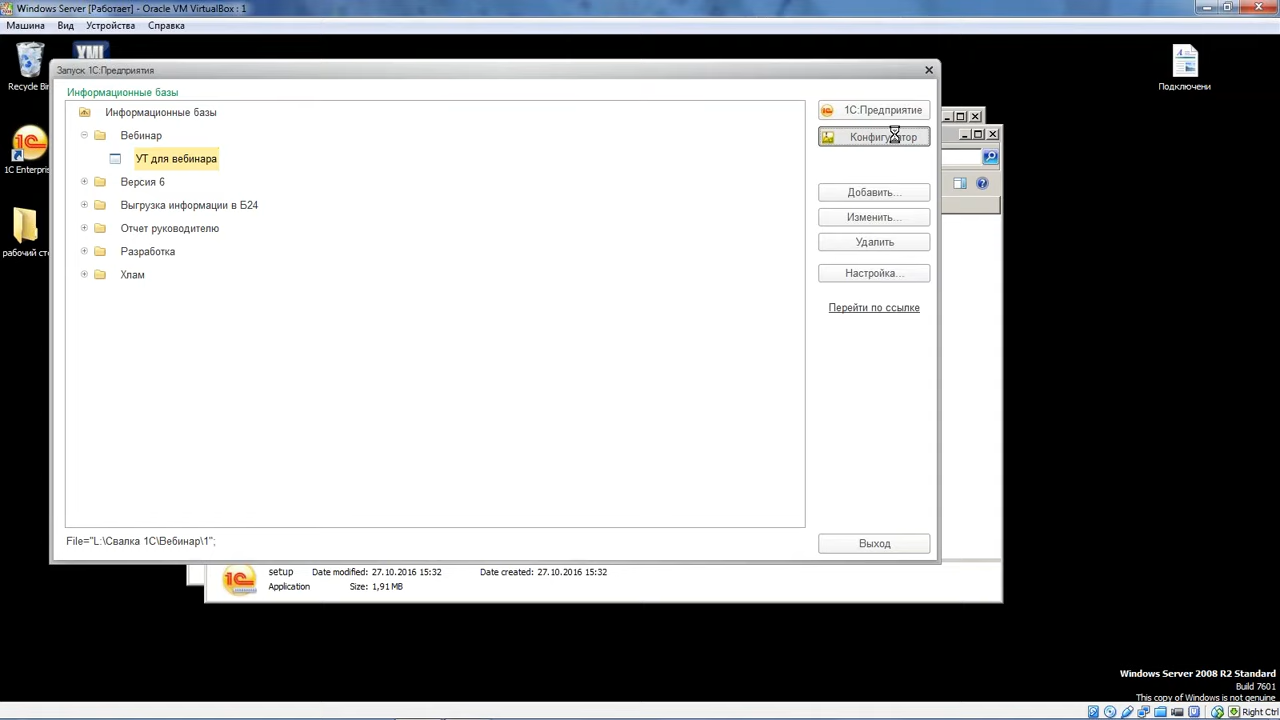 Windows Server [Работает] - Oracle VM VirtualBox : 1
Машина Вид Устройства Справка
Recycle Bin
XML
Подключени
1C Enterpris
рабочий сто
Запуск 1С:Предприятия
Информационные базы
Информационные базы
Вебинар
УТ для вебинара
Версия 6
Выгрузка информации в Б24
Отчет руководителю
Разработка
Хлам
1С:Предприятие
Конфигуратор
Добавить...
Изменить...
Удалить
Настройка...
Перейти по ссылке
File="L:\Свалка 1С\Вебинар\1";
Выход
setup Date modified: 27.10.2016 15:32 Date created: 27.10.2016 15:32
Application Size: 1,91 MB
Windows Server 2008 R2 Standard
Build 7601
This copy of Windows is not genuine
Right Ctrl